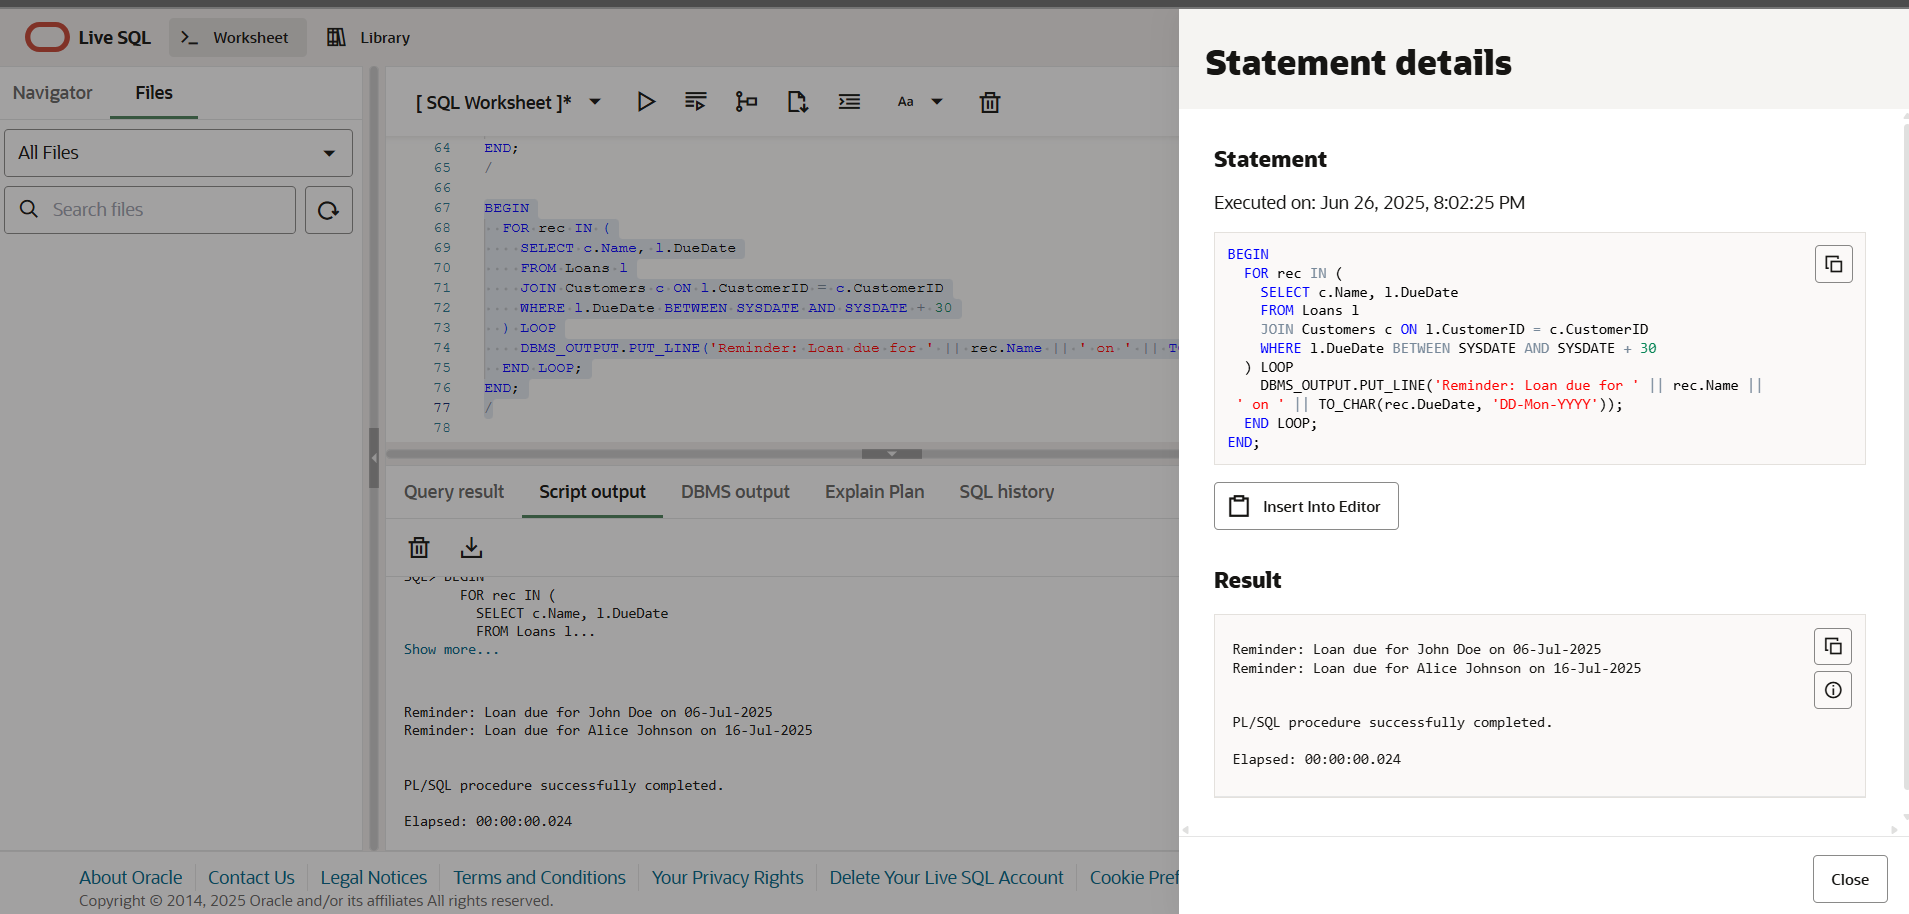 Live SQL
Worksheet
Library
Navigator
Files
All Files
Search files
[ SQL Worksheet ]*
Aa
64 END;
65 /
66
67 BEGIN
68 FOR rec IN (
69 SELECT c.Name, l.DueDate
70 FROM Loans l
71 JOIN Customers c ON l.CustomerID = c.CustomerID
72 WHERE l.DueDate BETWEEN SYSDATE AND SYSDATE + 30
73 ) LOOP
74 DBMS_OUTPUT.PUT_LINE('Reminder: Loan due for ' || rec.Name || ' on ' || T
75 END LOOP;
76 END;
77 /
78
Query result
Script output
DBMS output
Explain Plan
SQL history
SQL> BEGIN
FOR rec IN (
SELECT c.Name, l.DueDate
FROM Loans l...
Show more...
Reminder: Loan due for John Doe on 06-Jul-2025
Reminder: Loan due for Alice Johnson on 16-Jul-2025
PL/SQL procedure successfully completed.
Elapsed: 00:00:00.024
About Oracle
Contact Us
Legal Notices
Terms and Conditions
Your Privacy Rights
Delete Your Live SQL Account
Cookie Pref
Copyright © 2014, 2025 Oracle and/or its affiliates All rights reserved.
Statement details
Statement
Executed on: Jun 26, 2025, 8:02:25 PM
BEGIN
FOR rec IN (
SELECT c.Name, l.DueDate
FROM Loans l
JOIN Customers c ON l.CustomerID = c.CustomerID
WHERE l.DueDate BETWEEN SYSDATE AND SYSDATE + 30
) LOOP
DBMS_OUTPUT.PUT_LINE('Reminder: Loan due for ' || rec.Name ||
' on ' || TO_CHAR(rec.DueDate, 'DD-Mon-YYYY'));
END LOOP;
END;
Insert Into Editor
Result
Reminder: Loan due for John Doe on 06-Jul-2025
Reminder: Loan due for Alice Johnson on 16-Jul-2025
PL/SQL procedure successfully completed.
Elapsed: 00:00:00.024
Close